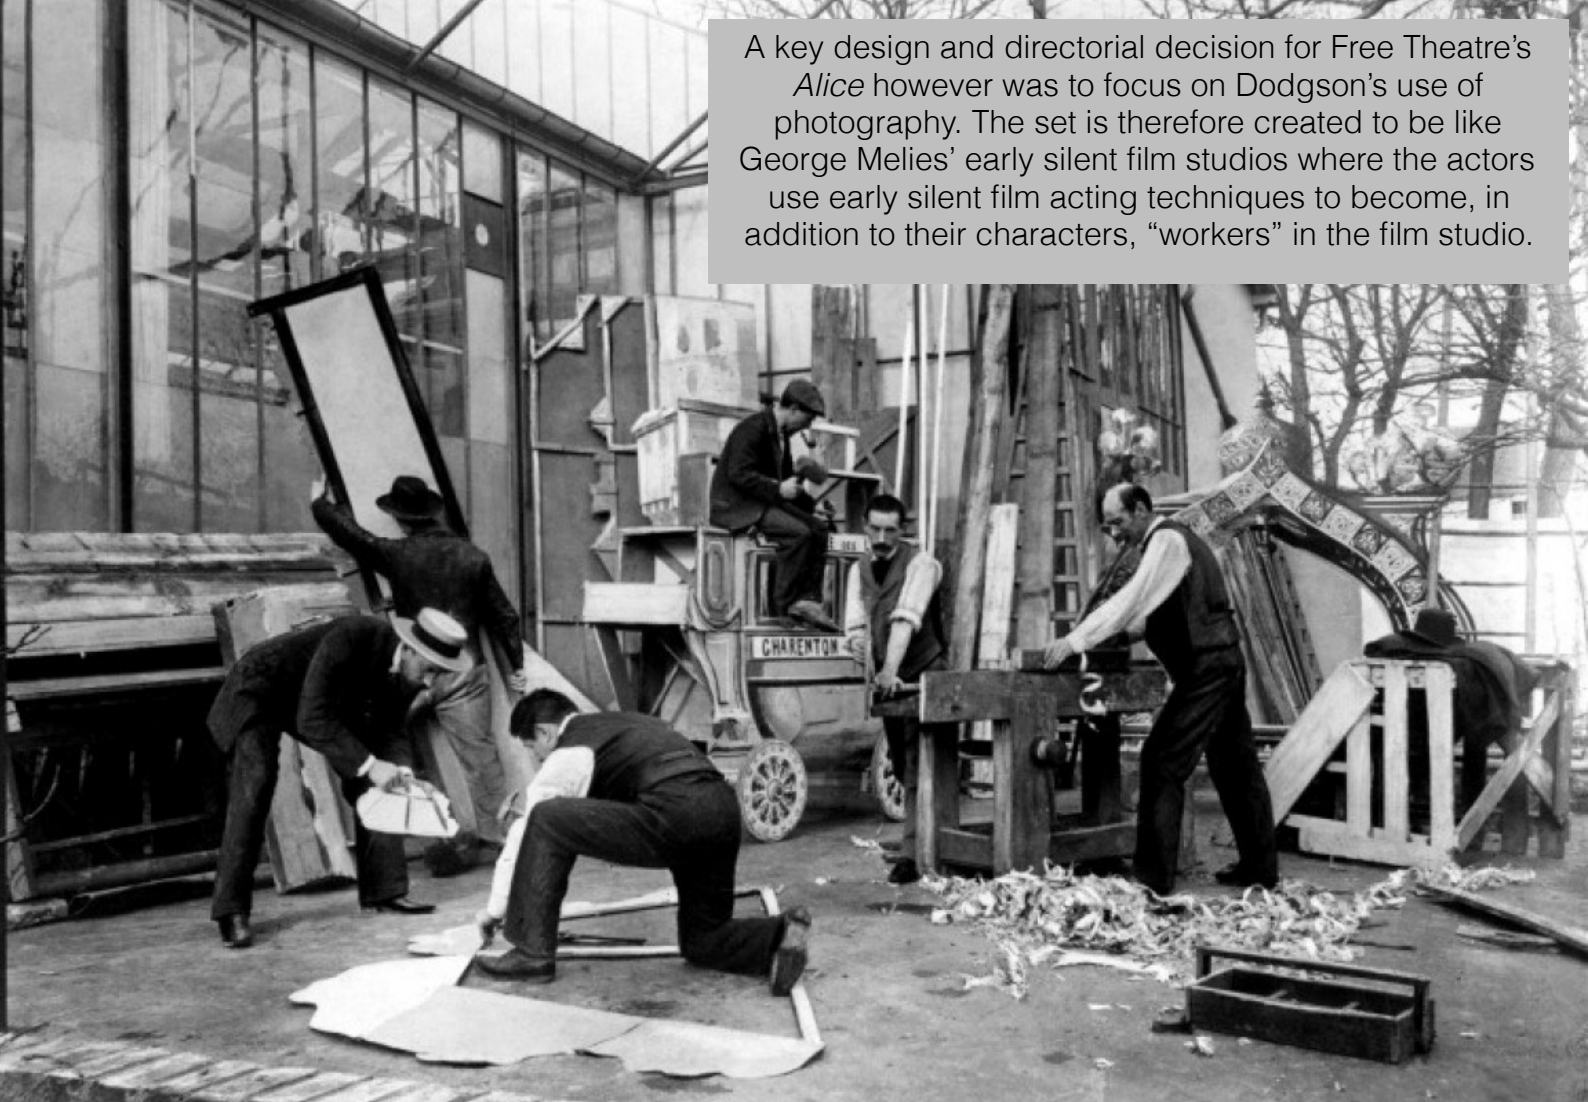 A key design and directorial decision for Free Theatre’s
Alice however was to focus on Dodgson’s use of
photography. The set is therefore created to be like
George Melies’ early silent film studios where the actors
use early silent film acting techniques to become, in
addition to their characters, “workers” in the film studio.
CHARENTON